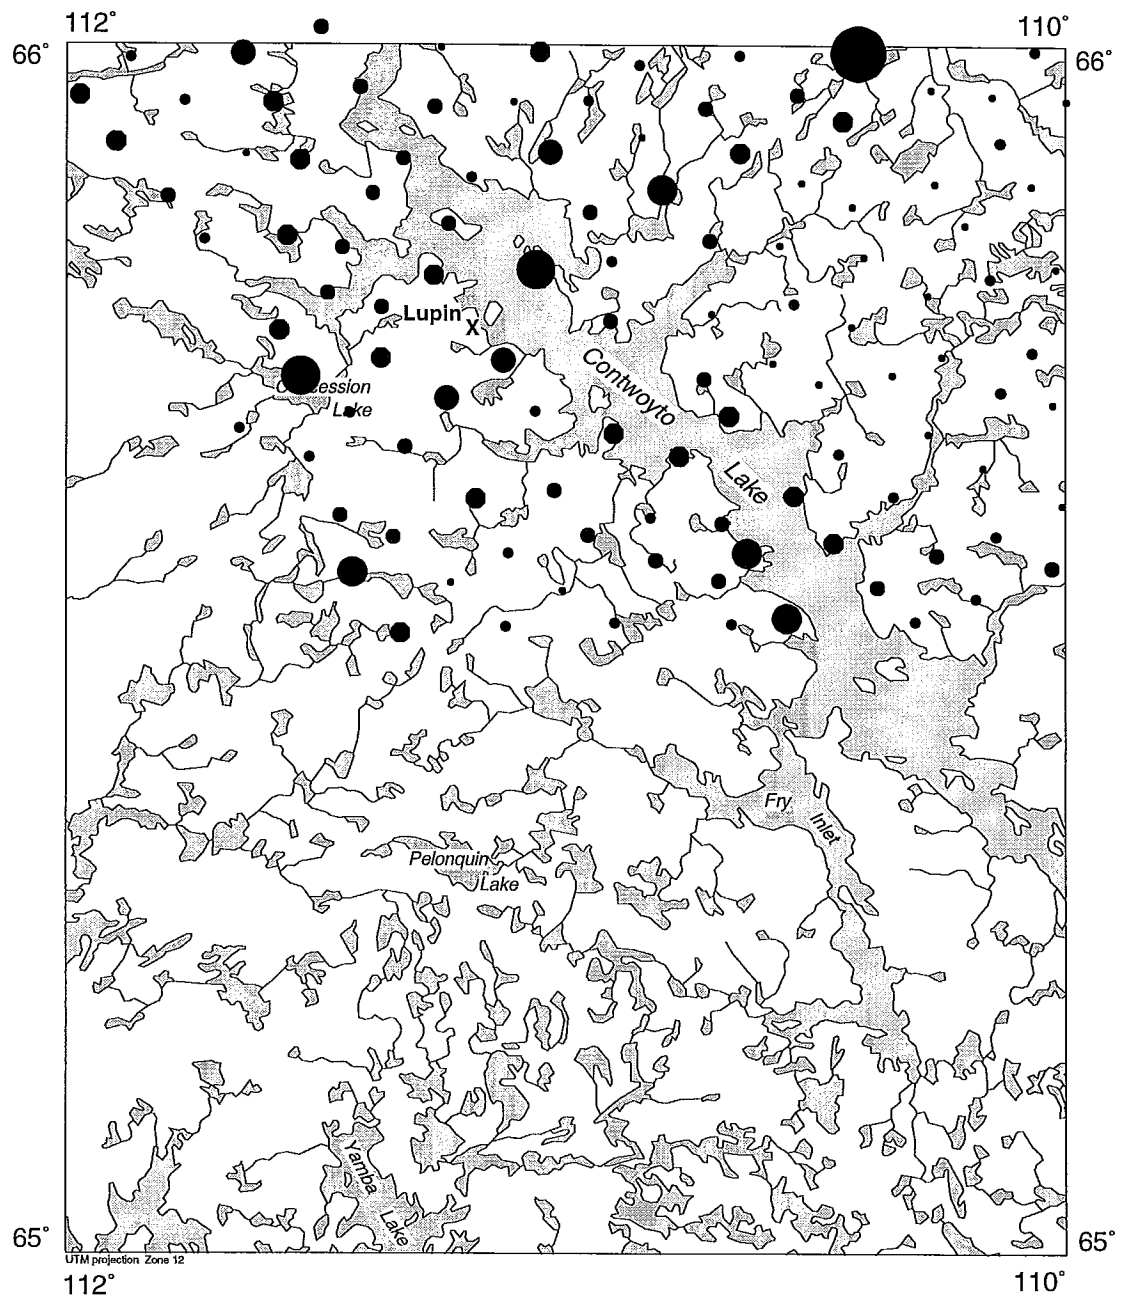 112° 110°
66° 66°
Lupin
X
Contwoyto
Lake
Lake
Fry
Inlet
Pelonquin
Lake
Yamba
Lake
65° 65°
UTM projection Zone 12
112° 110°